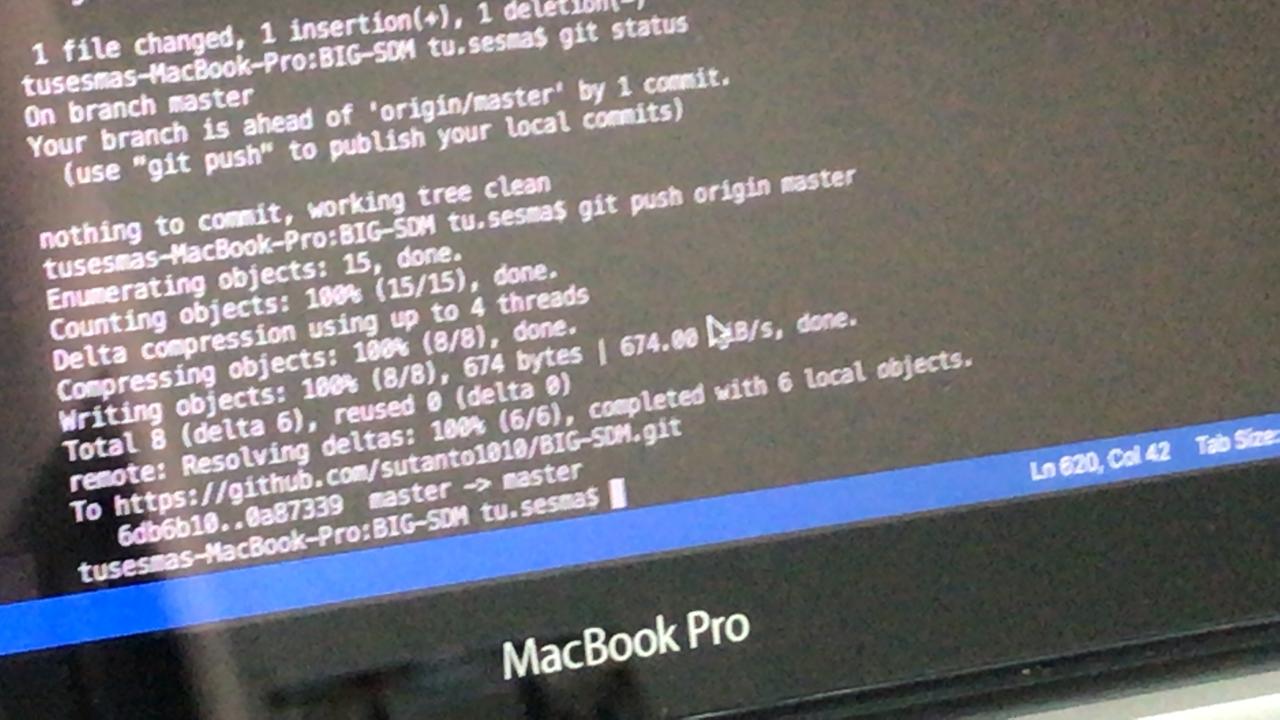 1 file changed, 1 insertion(+), 1 deletion(-)
tusesmas-MacBook-Pro:BIG-SDM tu.sesma$ git status
On branch master
Your branch is ahead of 'origin/master' by 1 commit.
(use "git push" to publish your local commits)
nothing to commit, working tree clean
tusesmas-MacBook-Pro:BIG-SDM tu.sesma$ git push origin master
Enumerating objects: 15, done.
Counting objects: 100% (15/15), done.
Delta compression using up to 4 threads
Compressing objects: 100% (8/8), done.
Writing objects: 100% (8/8), 674 bytes | 674.00 iB/s, done.
Total 8 (delta 6), reused 0 (delta 0)
remote: Resolving deltas: 100% (6/6), completed with 6 local objects.
To https://github.com/sutanto1010/BIG-SDM.git
6db6b10..0a87339 master -> master
tusesmas-MacBook-Pro:BIG-SDM tu.sesma$
Ln 620, Col 42 Tab Size:
MacBook Pro